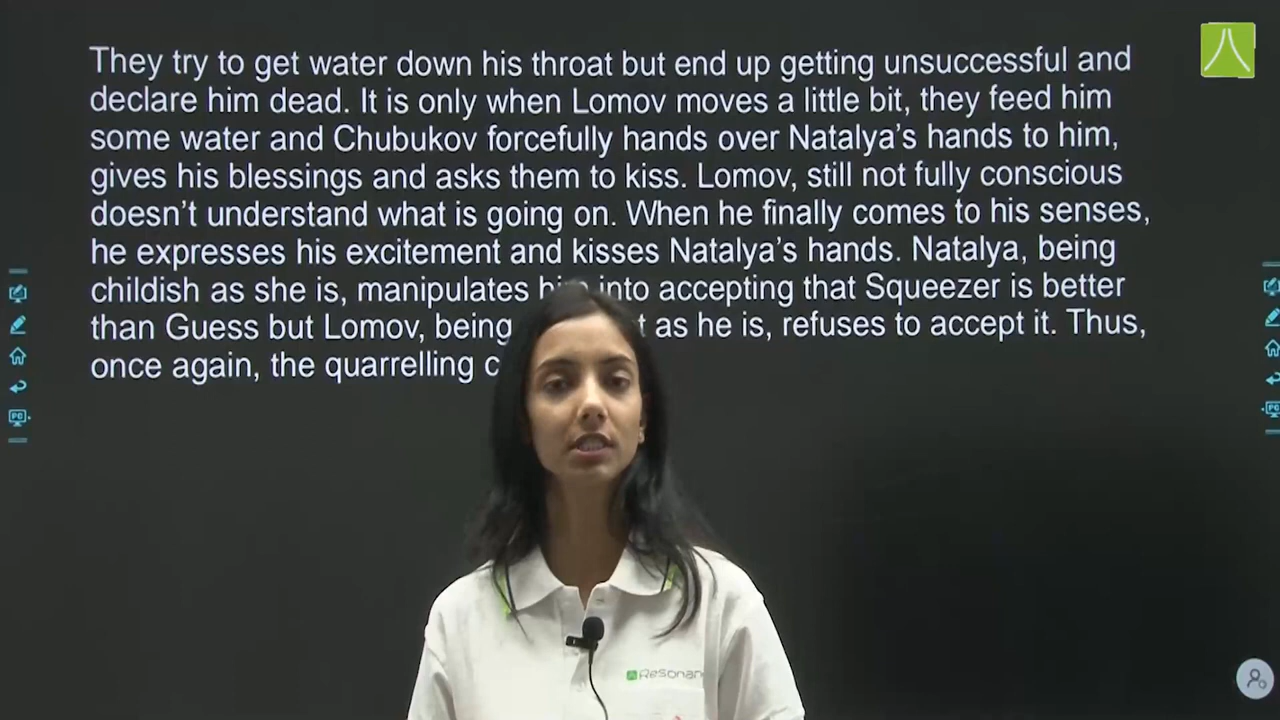 They try to get water down his throat but end up getting unsuccessful and
declare him dead. It is only when Lomov moves a little bit, they feed him
some water and Chubukov forcefully hands over Natalya's hands to him,
gives his blessings and asks them to kiss. Lomov, still not fully conscious
doesn't understand what is going on. When he finally comes to his senses,
he expresses his excitement and kisses Natalya's hands. Natalya, being
childish as she is, manipulates into accepting that Squeezer is better
than Guess but Lomov, being as he is, refuses to accept it. Thus,
once again, the quarrelling
Resonan